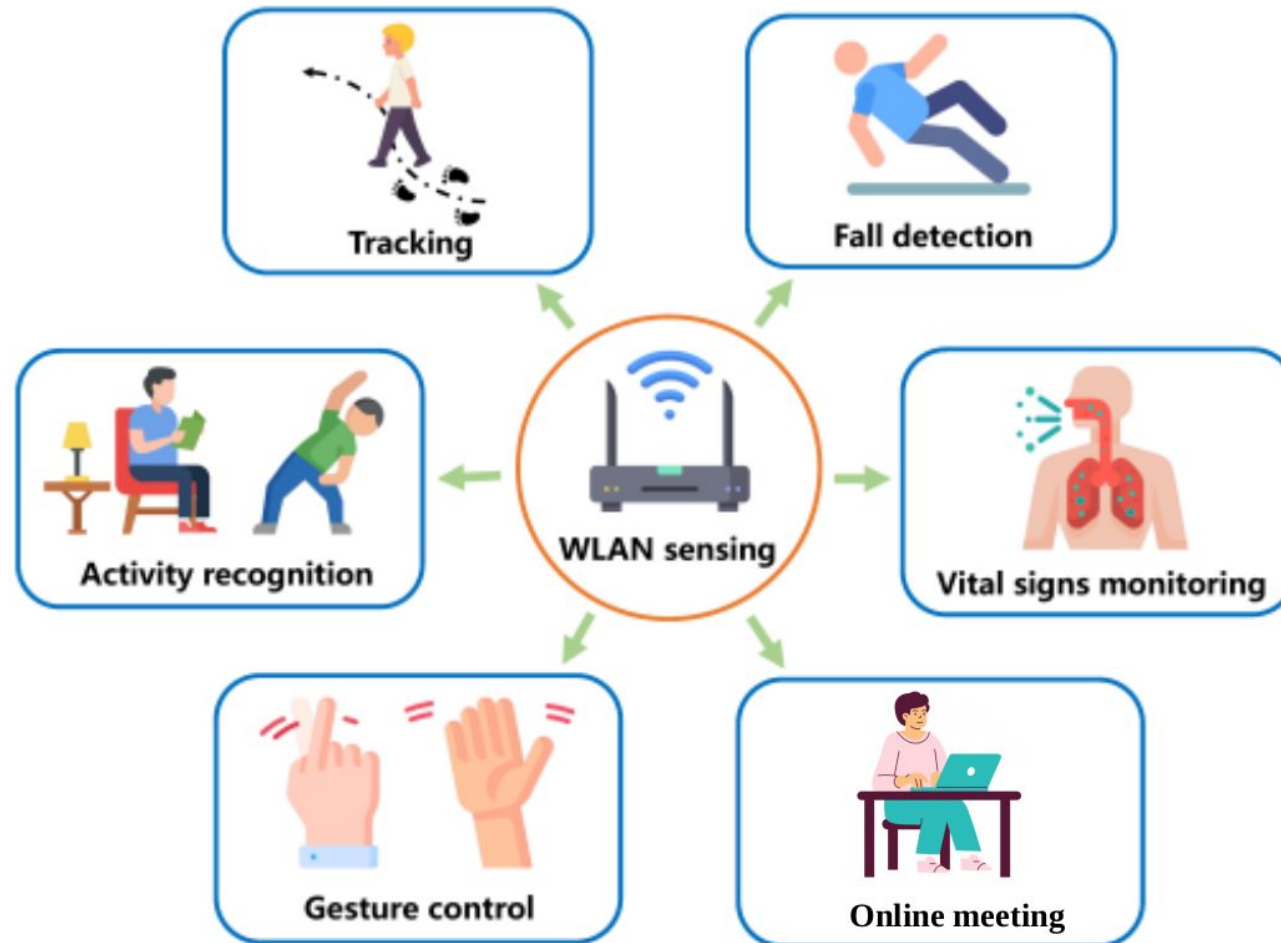 Tracking
Fall detection
Activity recognition
WLAN sensing
Vital signs monitoring
Gesture control
Online meeting